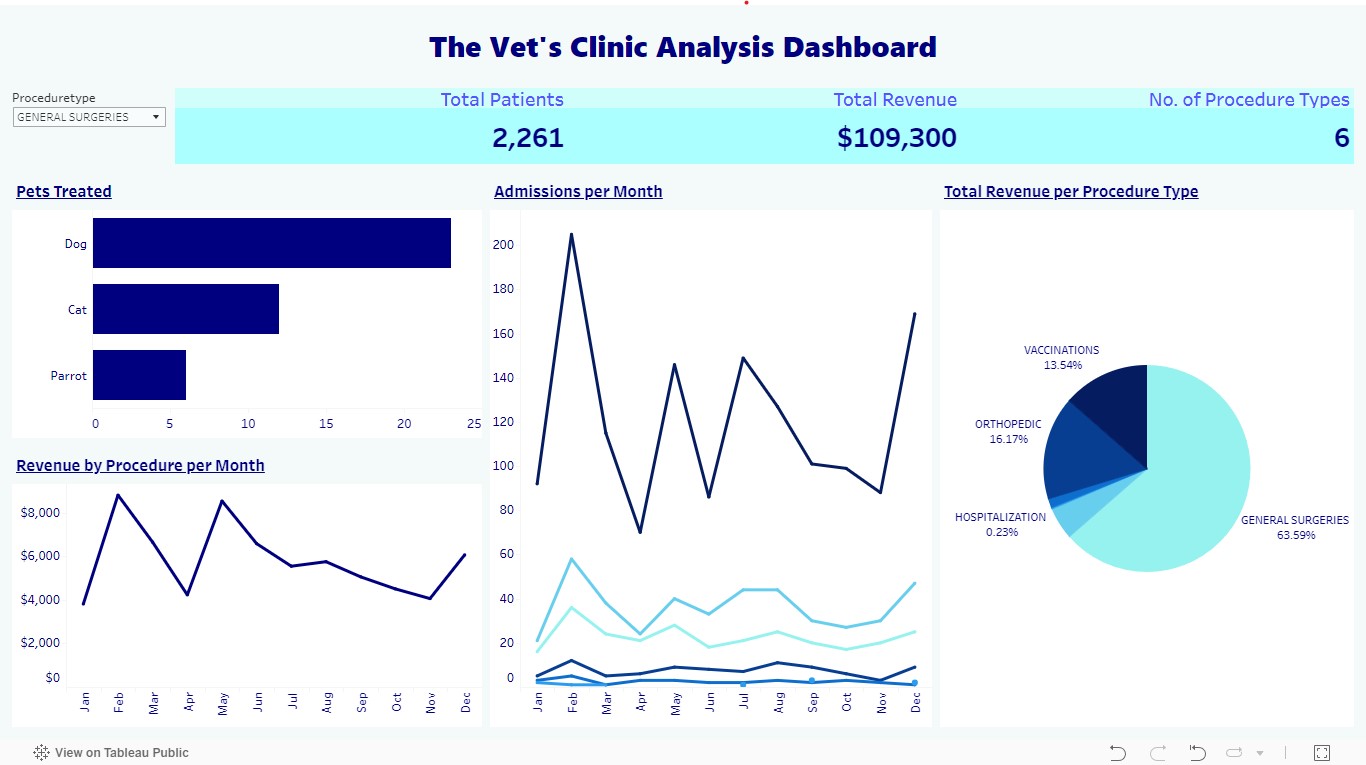 The Vet's Clinic Analysis Dashboard
Proceduretype
GENERAL SURGERIES
Total Patients
2,261
Total Revenue
$109,300
No. of Procedure Types
6
Pets Treated
Dog
Cat
Parrot
0 5 10 15 20 25
Revenue by Procedure per Month
$8,000
$6,000
$4,000
$2,000
$0
Jan Feb Mar Apr May Jun Jul Aug Sep Oct Nov Dec
Admissions per Month
200
180
160
140
120
100
80
60
40
20
0
Jan Feb Mar Apr May Jun Jul Aug Sep Oct Nov Dec
Total Revenue per Procedure Type
VACCINATIONS
13.54%
ORTHOPEDIC
16.17%
HOSPITALIZATION
0.23%
GENERAL SURGERIES
63.59%
View on Tableau Public